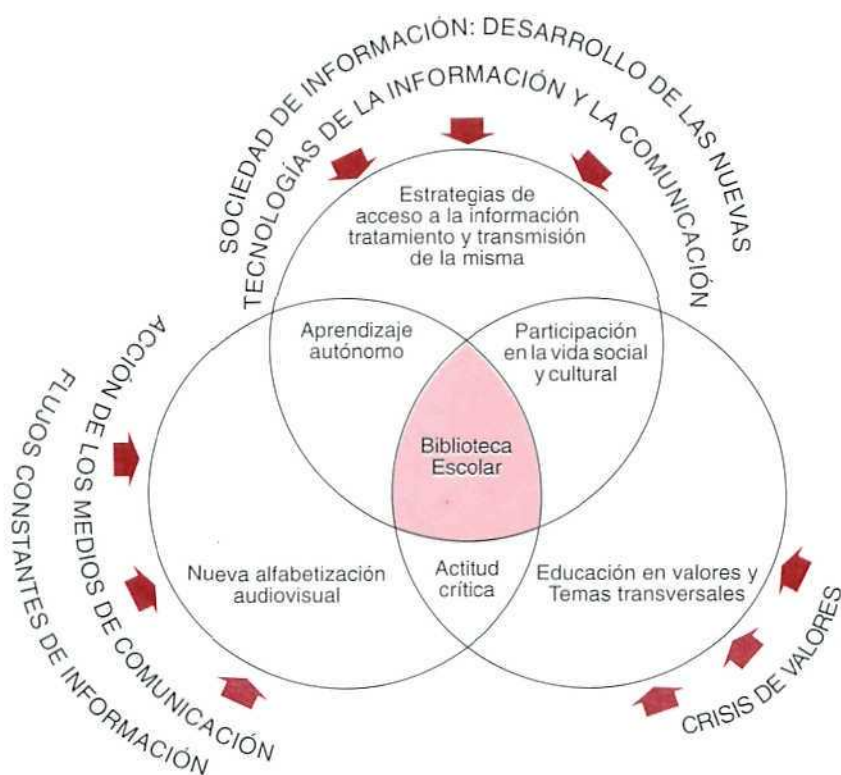 SOCIEDAD DE INFORMACIÓN: DESARROLLO DE LAS NUEVAS
TECNOLOGÍAS DE LA INFORMACIÓN Y LA COMUNICACIÓN
Estrategias de
acceso a la información
tratamiento y transmisión
de la misma
Aprendizaje
autónomo
Participación
en la vida social
y cultural
ACCIÓN DE LOS MEDIOS DE COMUNICACIÓN
FLUJOS CONSTANTES DE INFORMACIÓN
Biblioteca
Escolar
Nueva alfabetización
audiovisual
Actitud
crítica
Educación en valores y
Temas transversales
CRISIS DE VALORES